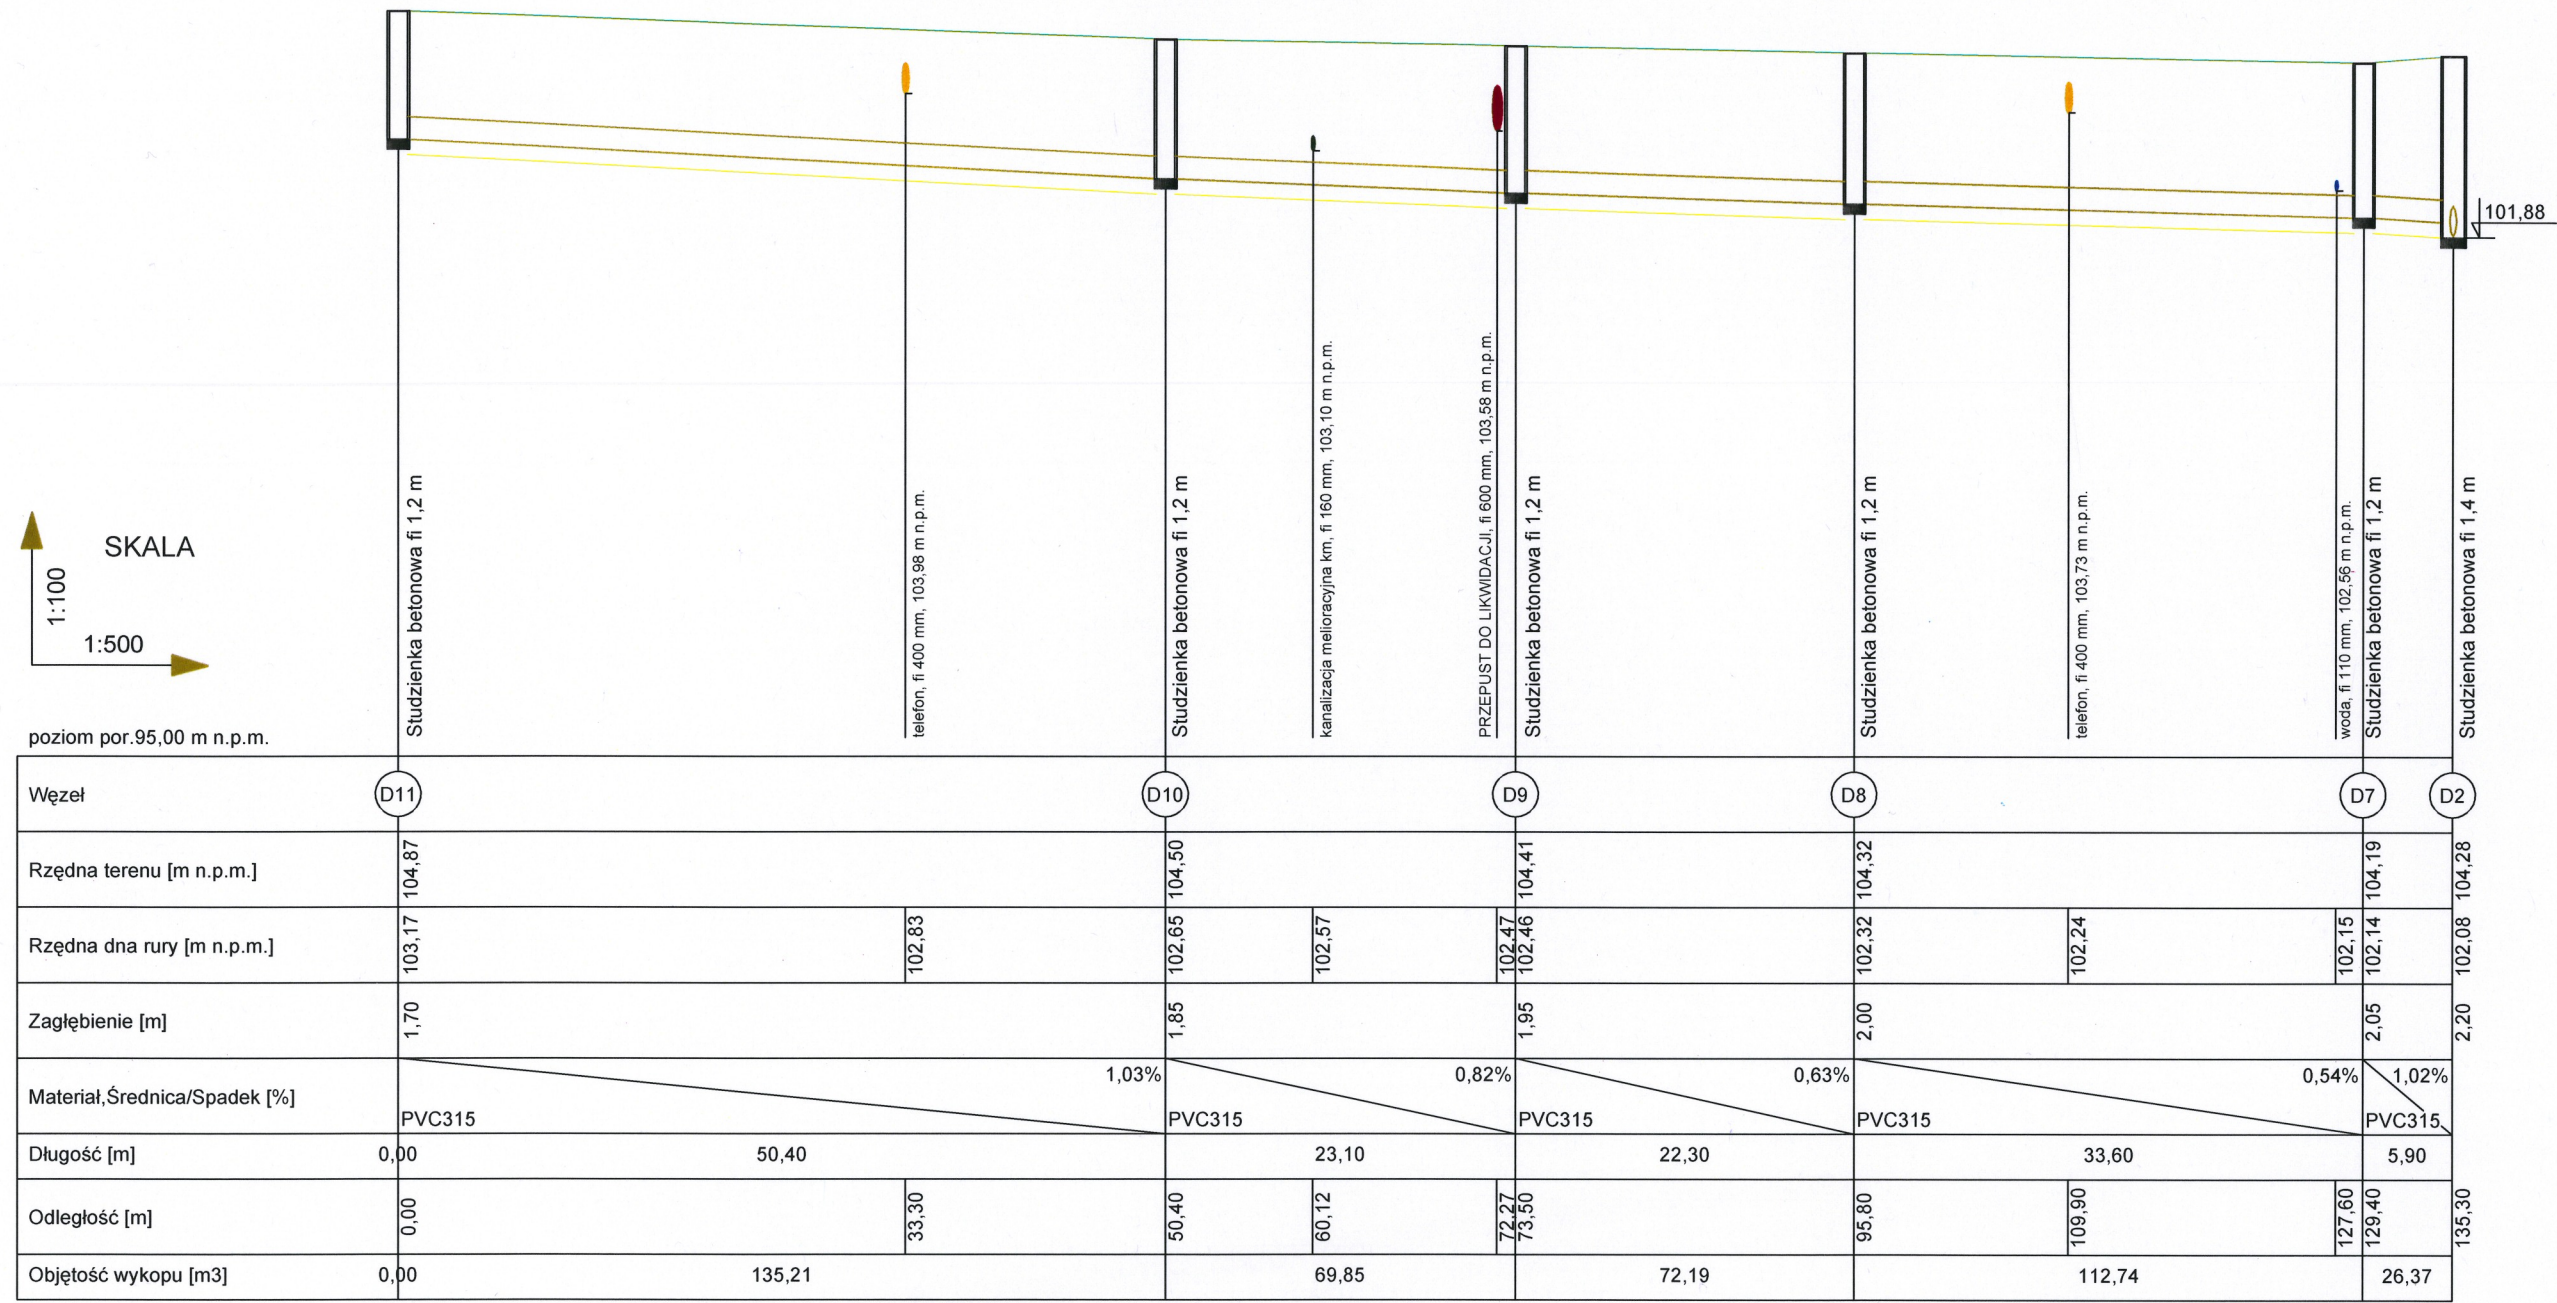 101,88
SKALA
1:100
1:500
poziom por.95,00 m n.p.m.
Studzienka betonowa fi 1,2 m
telefon, fi 400 mm, 103,98 m n.p.m.
Studzienka betonowa fi 1,2 m
kanalizacja melioracyjna km, fi 160 mm, 103,10 m n.p.m.
PRZEPUST DO LIKWIDACJI, fi 600 mm, 103,58 m n.p.m.
Studzienka betonowa fi 1,2 m
Studzienka betonowa fi 1,2 m
telefon, fi 400 mm, 103,73 m n.p.m.
woda, fi 110 mm, 102,56 m n.p.m.
Studzienka betonowa fi 1,2 m
Studzienka betonowa fi 1,4 m
Węzeł D11 D10 D9 D8 D7 D2
Rzędna terenu [m n.p.m.] 104,87 104,50 104,41 104,32 104,19 104,28
Rzędna dna rury [m n.p.m.] 103,17 102,83 102,65 102,57 102,47 102,46 102,32 102,24 102,15 102,14 102,08
Zagłębienie [m] 1,70 1,85 1,95 2,00 2,05 2,20
Materiał,Średnica/Spadek [%] PVC315 1,03% PVC315 0,82% PVC315 0,63% PVC315 0,54% PVC315 1,02%
Długość [m] 0,00 50,40 23,10 22,30 33,60 5,90
Odległość [m] 0,00 33,30 50,40 60,12 72,27 73,50 95,80 109,90 127,60 129,40 135,30
Objętość wykopu [m3] 0,00 135,21 69,85 72,19 112,74 26,37